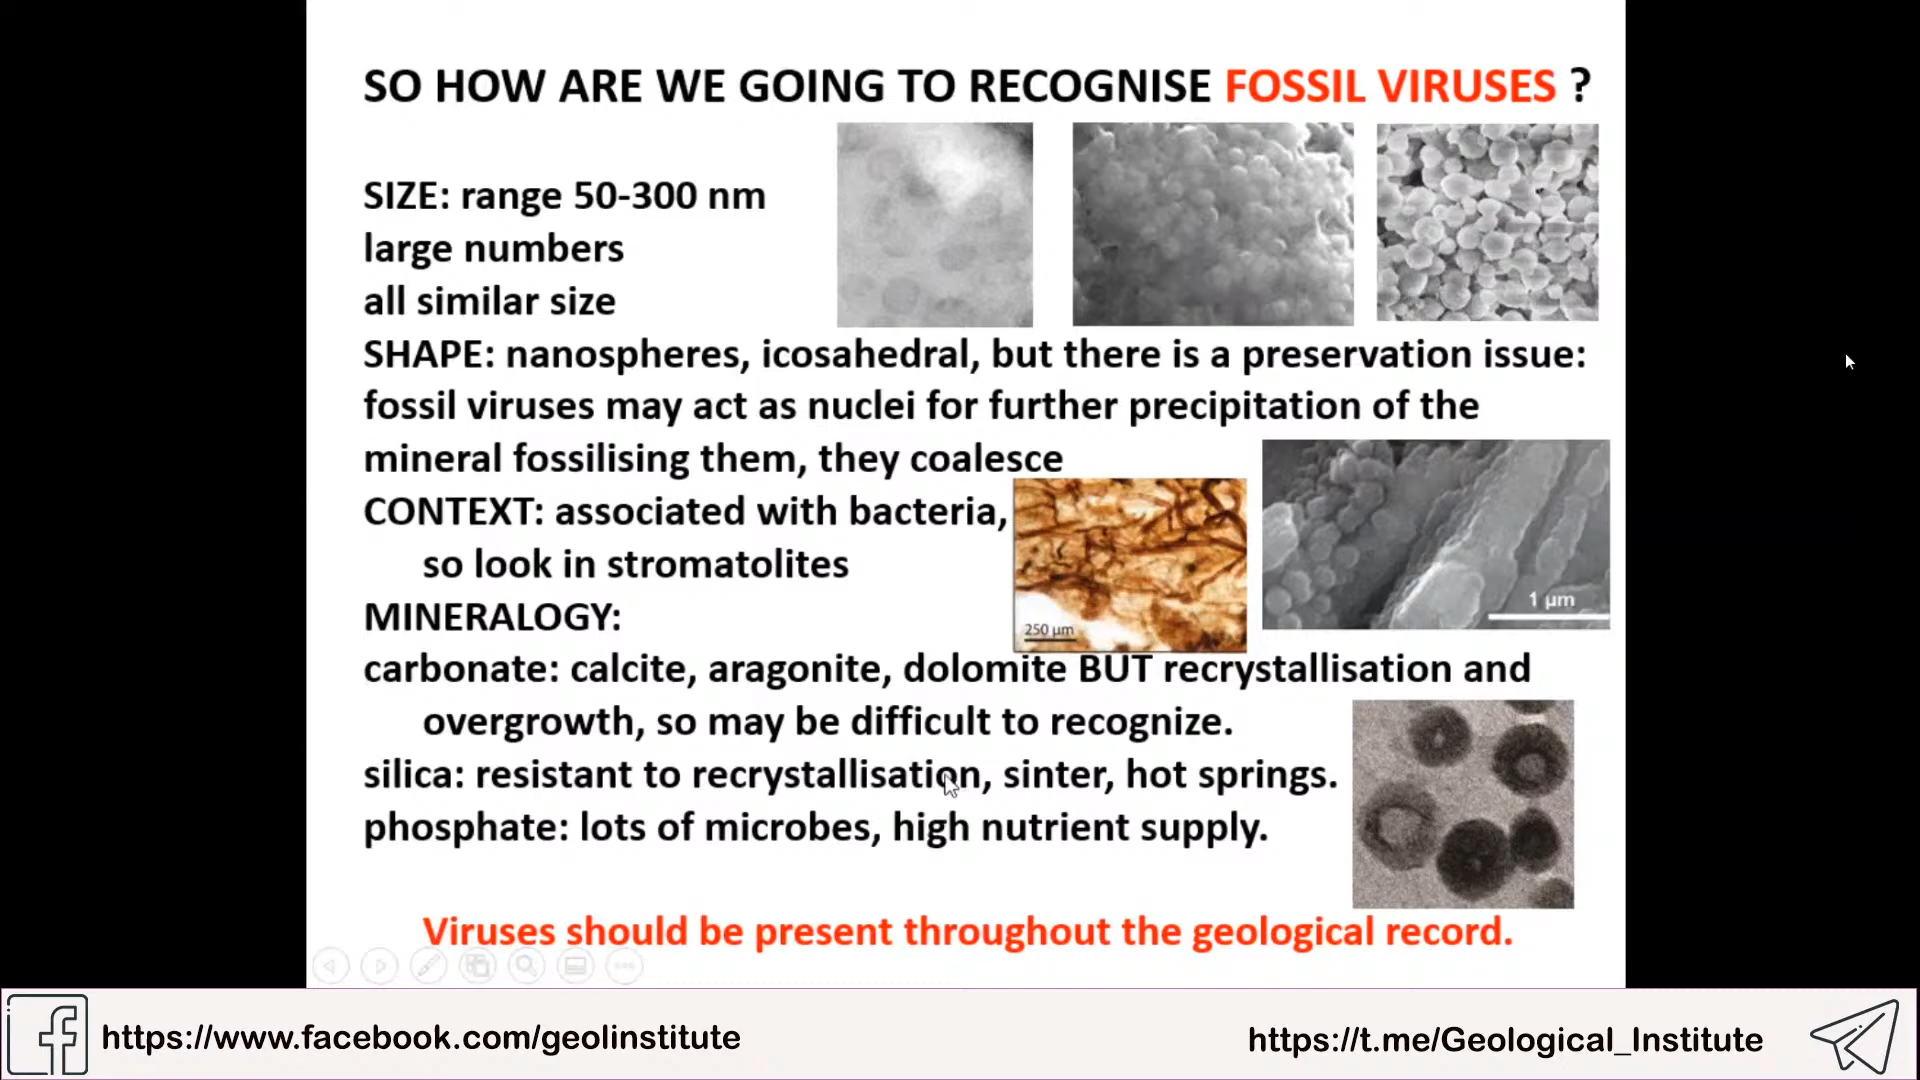 SO HOW ARE WE GOING TO RECOGNISE FOSSIL VIRUSES ?
SIZE: range 50-300 nm
large numbers
all similar size
SHAPE: nanospheres, icosahedral, but there is a preservation issue:
fossil viruses may act as nuclei for further precipitation of the
mineral fossilising them, they coalesce
CONTEXT: associated with bacteria,
so look in stromatolites
250 µm
1 µm
MINERALOGY:
carbonate: calcite, aragonite, dolomite BUT recrystallisation and
overgrowth, so may be difficult to recognize.
silica: resistant to recrystallisation, sinter, hot springs.
phosphate: lots of microbes, high nutrient supply.
Viruses should be present throughout the geological record.
https://www.facebook.com/geolinstitute
https://t.me/Geological_Institute